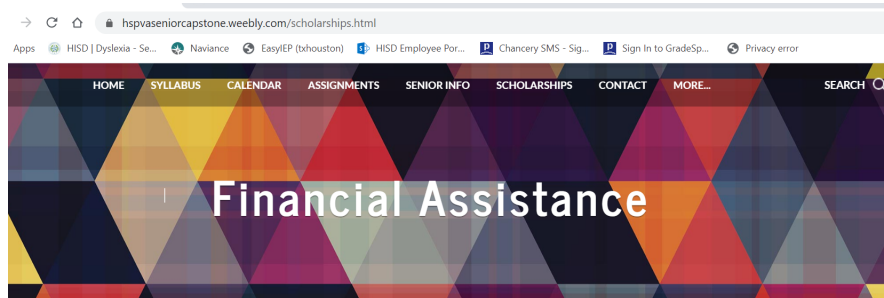 hspvaseniorcapstone.weebly.com/scholarships.html
Apps HISD | Dyslexia - Se... Naviance EasyIEP (txhouston) HISD Employee Por... Chancery SMS - Sig... Sign In to GradeSp... Privacy error
HOME SYLLABUS CALENDAR ASSIGNMENTS SENIOR INFO SCHOLARSHIPS CONTACT MORE... SEARCH
Financial Assistance